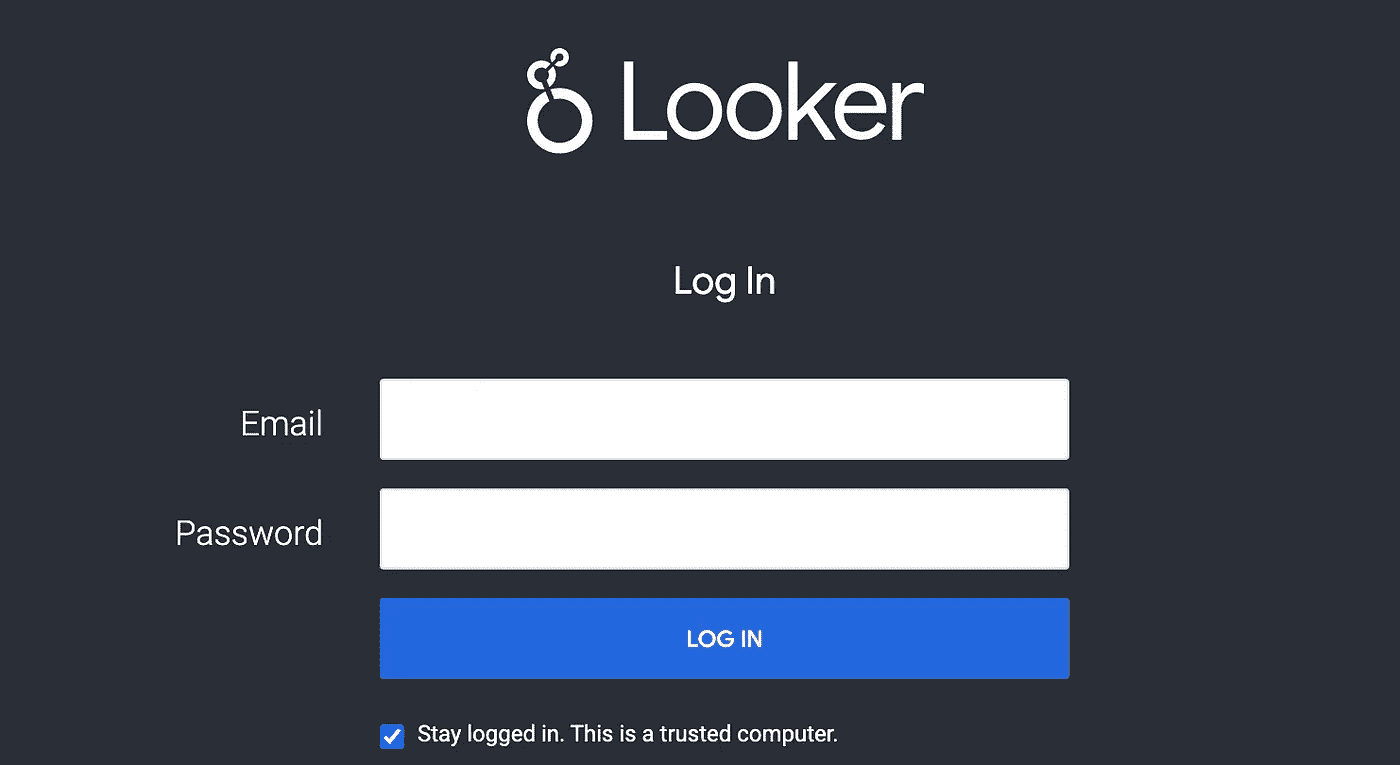 Looker
Log In
Email
Password
LOG IN
Stay logged in. This is a trusted computer.